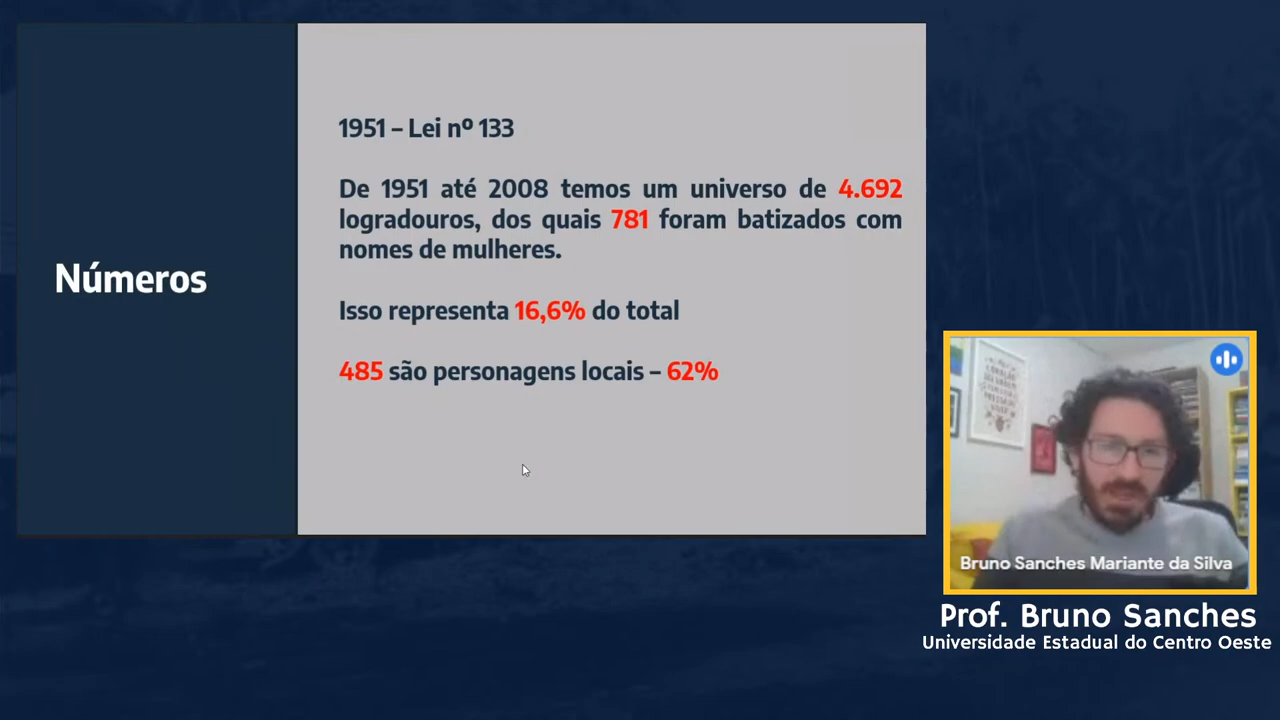 Números
1951 – Lei nº 133
De 1951 até 2008 temos um universo de 4.692
logradouros, dos quais 781 foram batizados com
nomes de mulheres.
Isso representa 16,6% do total
485 são personagens locais – 62%
Bruno Sanches Mariante da Silva
Prof. Bruno Sanches
Universidade Estadual do Centro Oeste